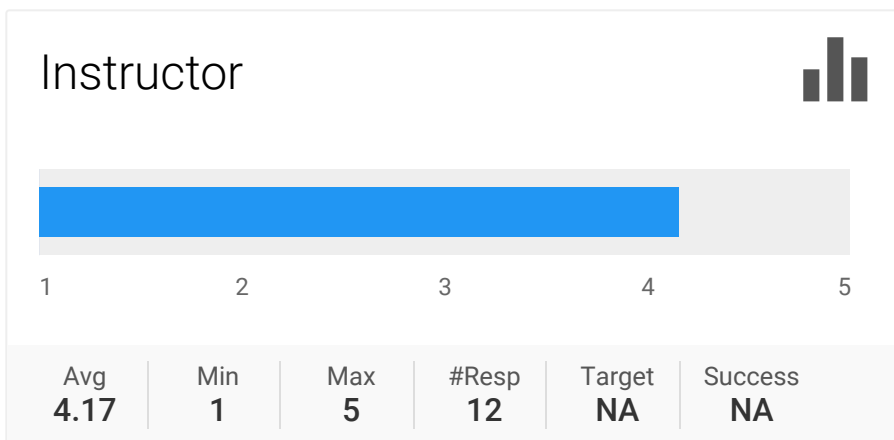 Instructor
1 2 3 4 5
Avg Min Max #Resp Target Success
4.17 1 5 12 NA NA